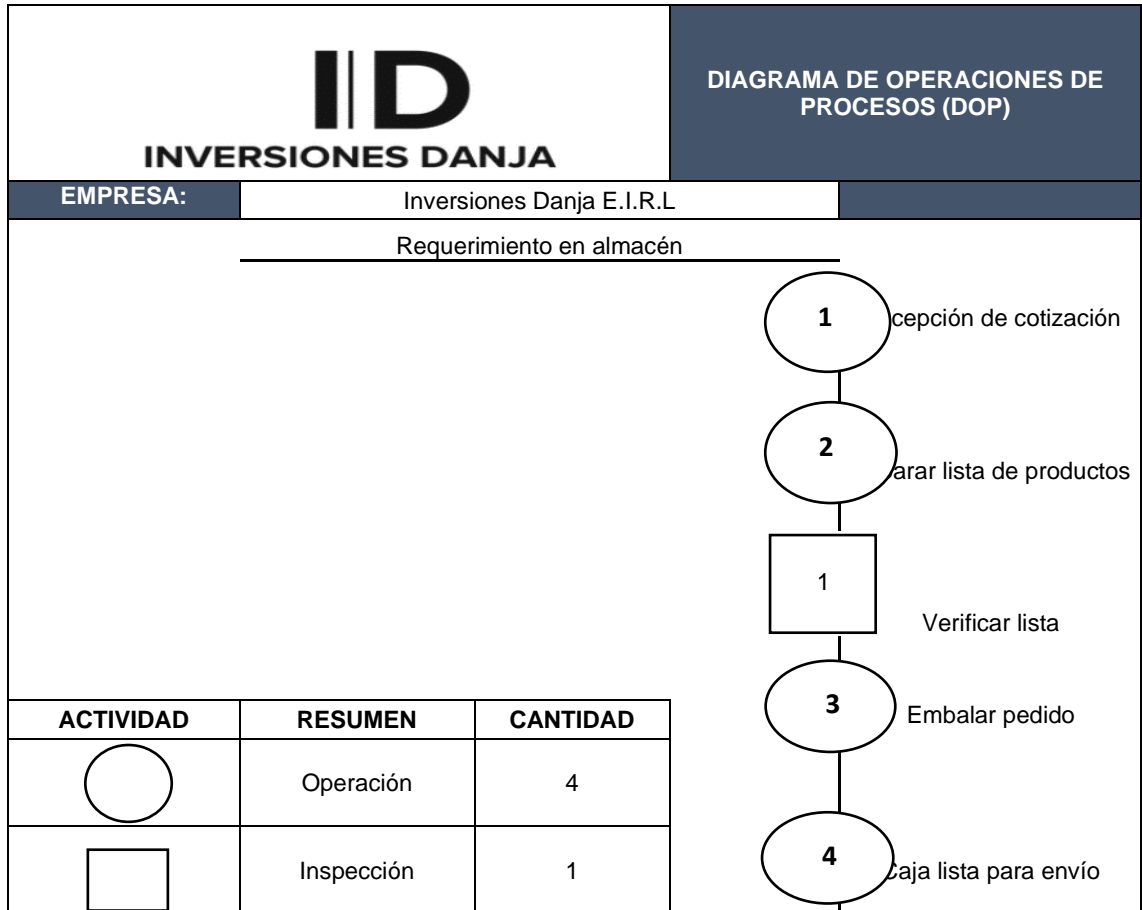 ID
INVERSIONES DANJA
DIAGRAMA DE OPERACIONES DE
PROCESOS (DOP)
EMPRESA:
Inversiones Danja E.I.R.L
Requerimiento en almacén
1
cepción de cotización
2
arar lista de productos
1
Verificar lista
3
Embalar pedido
ACTIVIDAD RESUMEN CANTIDAD
Operación 4
Inspección 1
4
Caja lista para envío